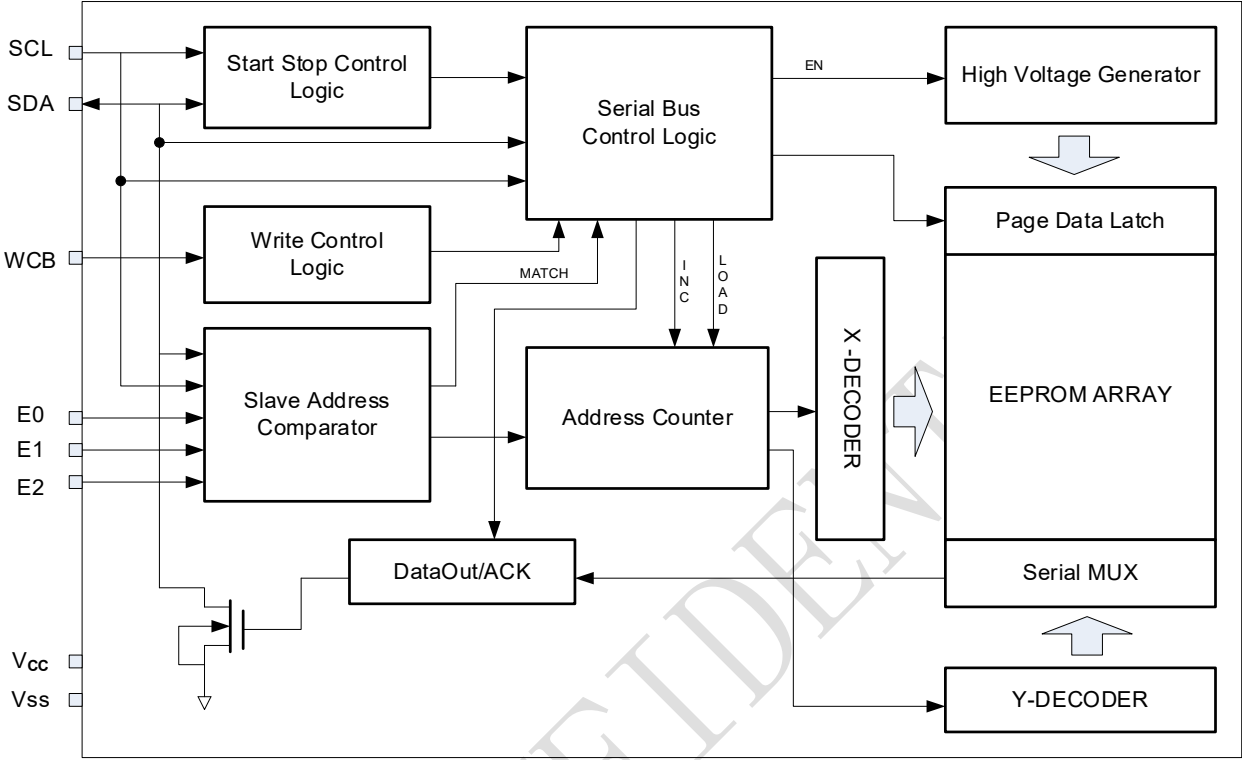 SCL
SDA
WCB
E0
E1
E2
Vcc
Vss
Start Stop Control
Logic
Write Control
Logic
Slave Address
Comparator
Serial Bus
Control Logic
MATCH
INC
LOAD
EN
High Voltage Generator
Page Data Latch
EEPROM ARRAY
Serial MUX
Y-DECODER
X-DECODER
Address Counter
DataOut/ACK